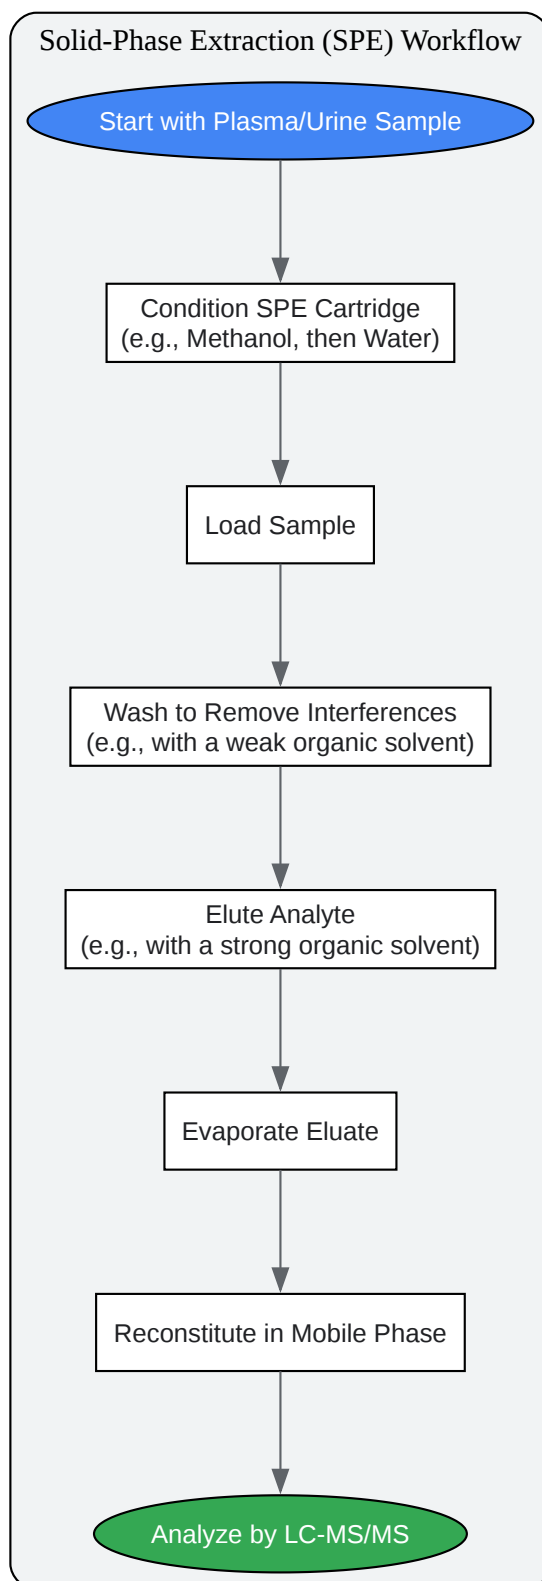 Solid-Phase Extraction (SPE) Workflow
Start with Plasma/Urine Sample
Condition SPE Cartridge
(e.g., Methanol, then Water)
Load Sample
Wash to Remove Interferences
(e.g., with a weak organic solvent)
Elute Analyte
(e.g., with a strong organic solvent)
Evaporate Eluate
Reconstitute in Mobile Phase
Analyze by LC-MS/MS